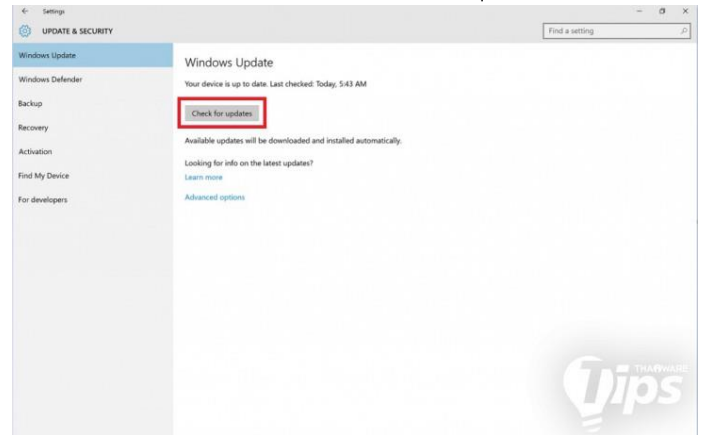 Settings
UPDATE & SECURITY
Find a setting
Windows Update
Windows Defender
Backup
Recovery
Activation
Find My Device
For developers
Windows Update
Your device is up to date. Last checked: Today, 5:43 AM
Check for updates
Available updates will be downloaded and installed automatically.
Looking for info on the latest updates?
Learn more
Advanced options
THAIWARE
Tips